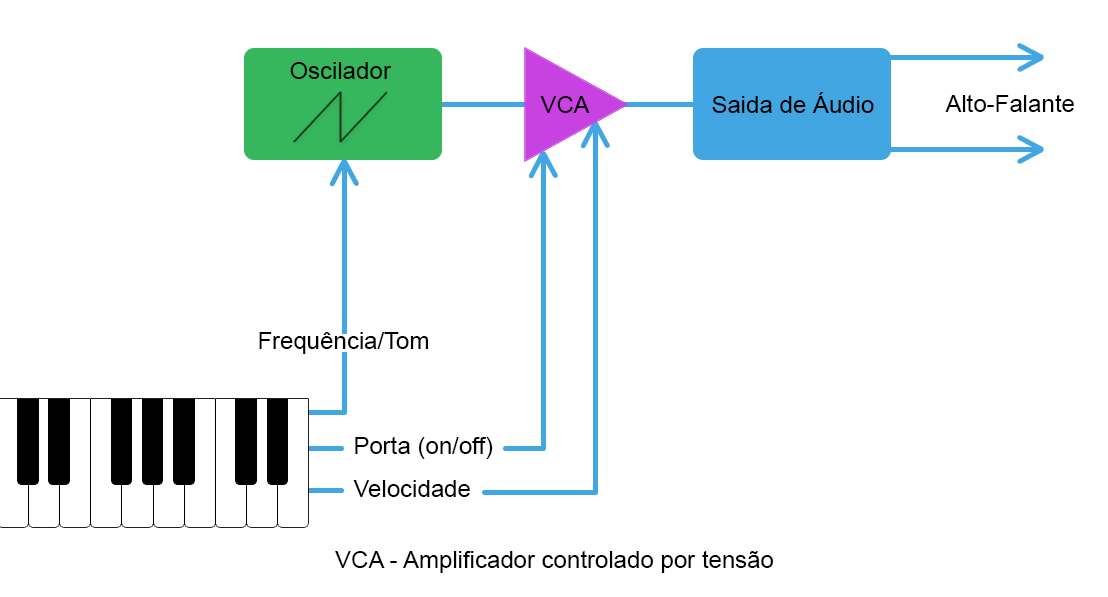 Oscilador
VCA
Saida de Áudio
Alto-Falante
Frequência/Tom
Porta (on/off)
Velocidade
VCA - Amplificador controlado por tensão